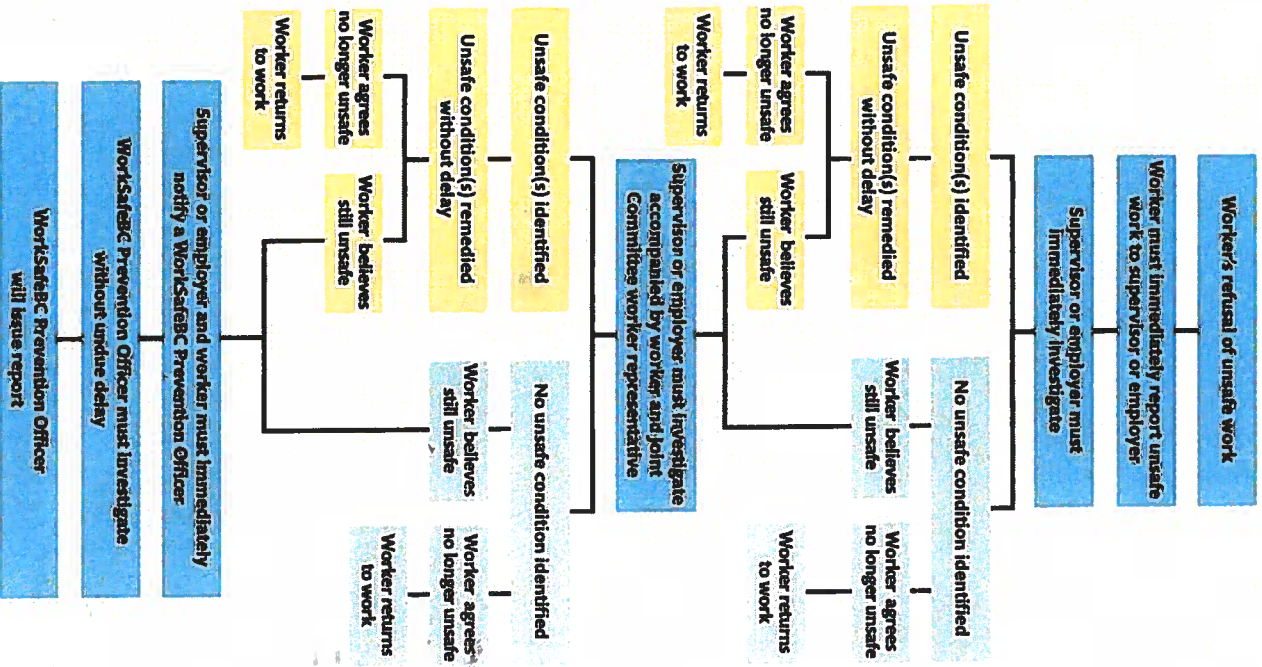 Worker's refusal of unsafe work
Worker must immediately report unsafe
work to supervisor or employer
Supervisor or employer must
immediately investigate
Unsafe condition(s) identified
No unsafe condition identified
Unsafe condition(s) remedied
without delay
Worker believes
still unsafe
Worker agrees
no longer unsafe
Worker agrees
no longer unsafe
Worker believes
still unsafe
Worker returns
to work
Worker returns
to work
Supervisor or employer must investigate
accompanied by worker and joint
Committee worker representative
Unsafe condition(s) identified
No unsafe condition identified
Unsafe condition(s) remedied
without delay
Worker believes
still unsafe
Worker agrees
no longer unsafe
Worker agrees
no longer unsafe
Worker believes
still unsafe
Worker returns
to work
Worker returns
to work
Supervisor or employer and worker must immediately
notify a WorkSafeBC Prevention Officer
WorkSafeBC Prevention Officer must investigate
without undue delay
WorkSafeBC Prevention Officer
will issue report